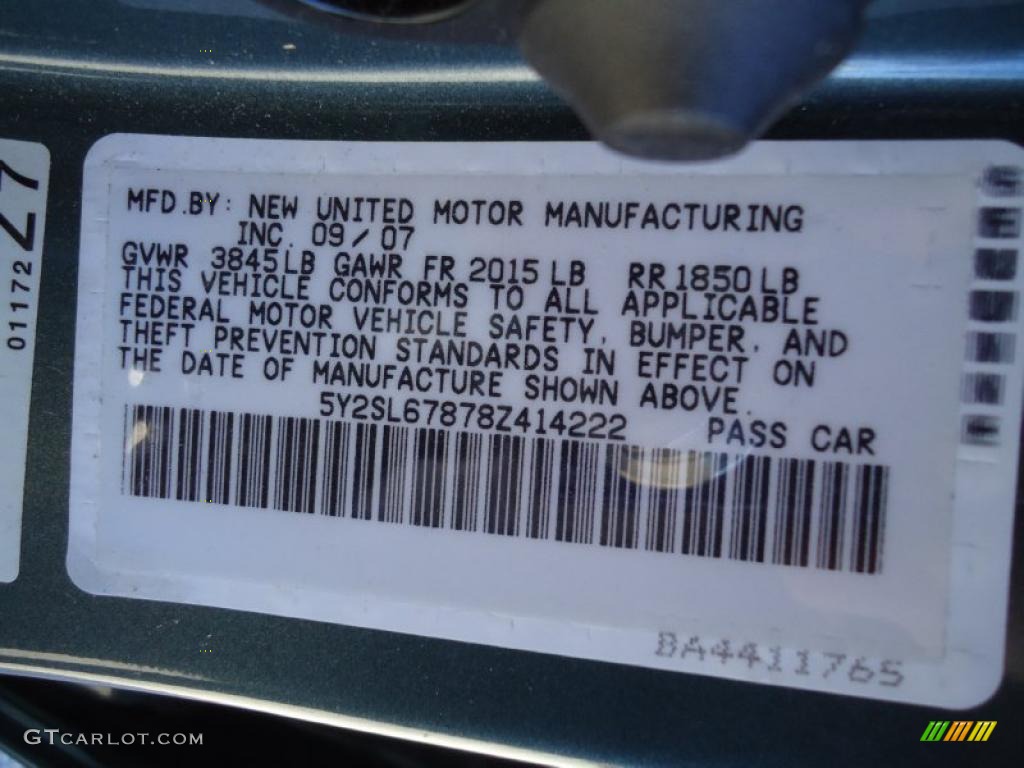 MFD.BY: NEW UNITED MOTOR MANUFACTURING
INC. 09/07
GVWR 3845LB GAWR FR 2015LB RR1850LB
THIS VEHICLE CONFORMS TO ALL APPLICABLE
FEDERAL MOTOR VEHICLE SAFETY, BUMPER, AND
THEFT PREVENTION STANDARDS IN EFFECT ON
THE DATE OF MANUFACTURE SHOWN ABOVE.
5Y2SL67878Z414222 PASS CAR
BA4411765
01172
GTCARLOT.COM